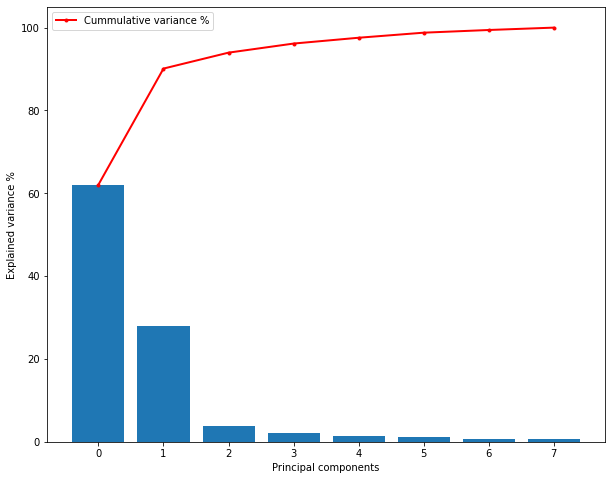 Cummulative variance %
100
80
60
40
20
0
Explained variance %
0 1 2 3 4 5 6 7
Principal components